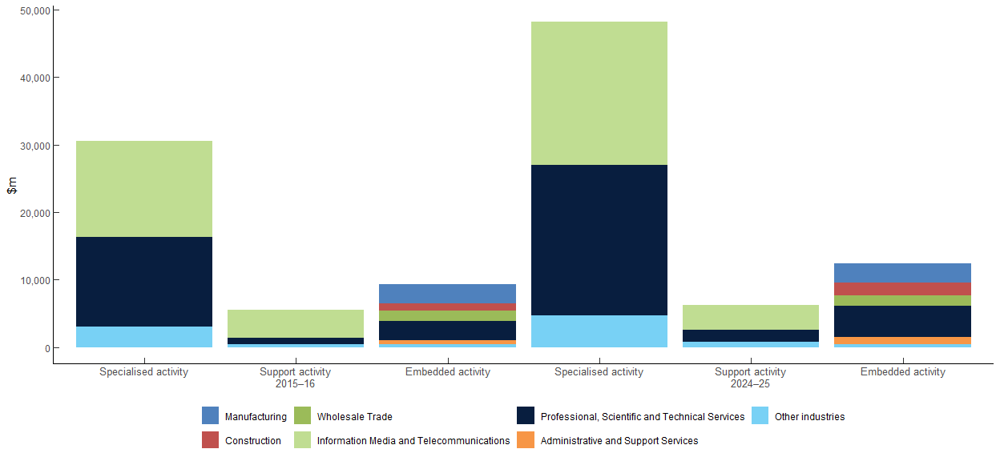 50,000
40,000
30,000
20,000
10,000
0
$m
Specialised activity
Support activity
2015–16
Embedded activity
Specialised activity
Support activity
2024–25
Embedded activity
Manufacturing
Wholesale Trade
Professional, Scientific and Technical Services
Other industries
Construction
Information Media and Telecommunications
Administrative and Support Services